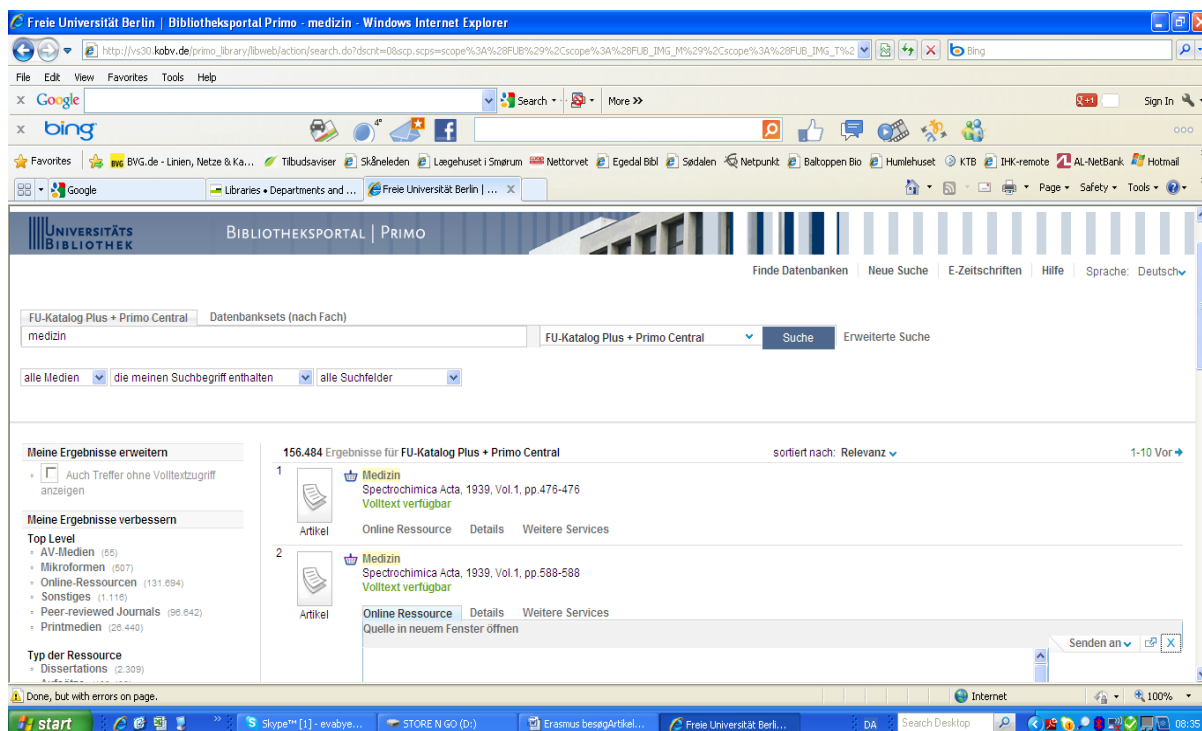 Freie Universität Berlin | Bibliotheksportal Primo - medizin - Windows Internet Explorer
http://vs30.kobv.de/primo_library/libweb/action/search.do?dscnt=0&scp.scps=scope%3A%28FUB%29%2Cscope%3A%28FUB_IMG_M%29%2Cscope%3A%28FUB_IMG_T%2 Bing
File Edit View Favorites Tools Help
x Google Search More >> +1 Sign In
x bing 4°
Favorites BVG.de - Linien, Netze & Ka... Tilbudsaviser Skåneleden Lægehuset i Smørum Nettorvet Egedal Bibl Sødalen Netpunkt Baltoppen Bio Humlehuset KTB IHK-remote AL-NetBank Hotmail
Google Libraries • Departments and ... Freie Universität Berlin | ... X Page Safety Tools
UNIVERSITÄTS BIBLIOTHEK BIBLIOTHEKSPORTAL | PRIMO
Finde Datenbanken Neue Suche E-Zeitschriften Hilfe Sprache: Deutsch
FU-Katalog Plus + Primo Central Datenbanksets (nach Fach)
medizin FU-Katalog Plus + Primo Central Suche Erweiterte Suche
alle Medien die meinen Suchbegriff enthalten alle Suchfelder
Meine Ergebnisse erweitern
Auch Treffer ohne Volltextzugriff
anzeigen
Meine Ergebnisse verbessern
Top Level
AV-Medien (55)
Mikroformen (507)
Online-Ressourcen (131.694)
Sonstiges (1.116)
Peer-reviewed Journals (96.642)
Printmedien (26.440)
Typ der Ressource
Dissertations (2.309)
156.484 Ergebnisse für FU-Katalog Plus + Primo Central sortiert nach: Relevanz 1-10 Vor
1 Medizin
Spectrochimica Acta, 1939, Vol.1, pp.476-476
Volltext verfügbar
Artikel Online Ressource Details Weitere Services
2 Medizin
Spectrochimica Acta, 1939, Vol.1, pp.588-588
Volltext verfügbar
Artikel Online Ressource Details Weitere Services
Quelle in neuem Fenster öffnen
Senden an X
Done, but with errors on page. Internet 100%
start Skype™ [1] - evabye... STORE N GO (D:) Erasmus besøgArtikel... Freie Universität Berli... DA Search Desktop 08:35